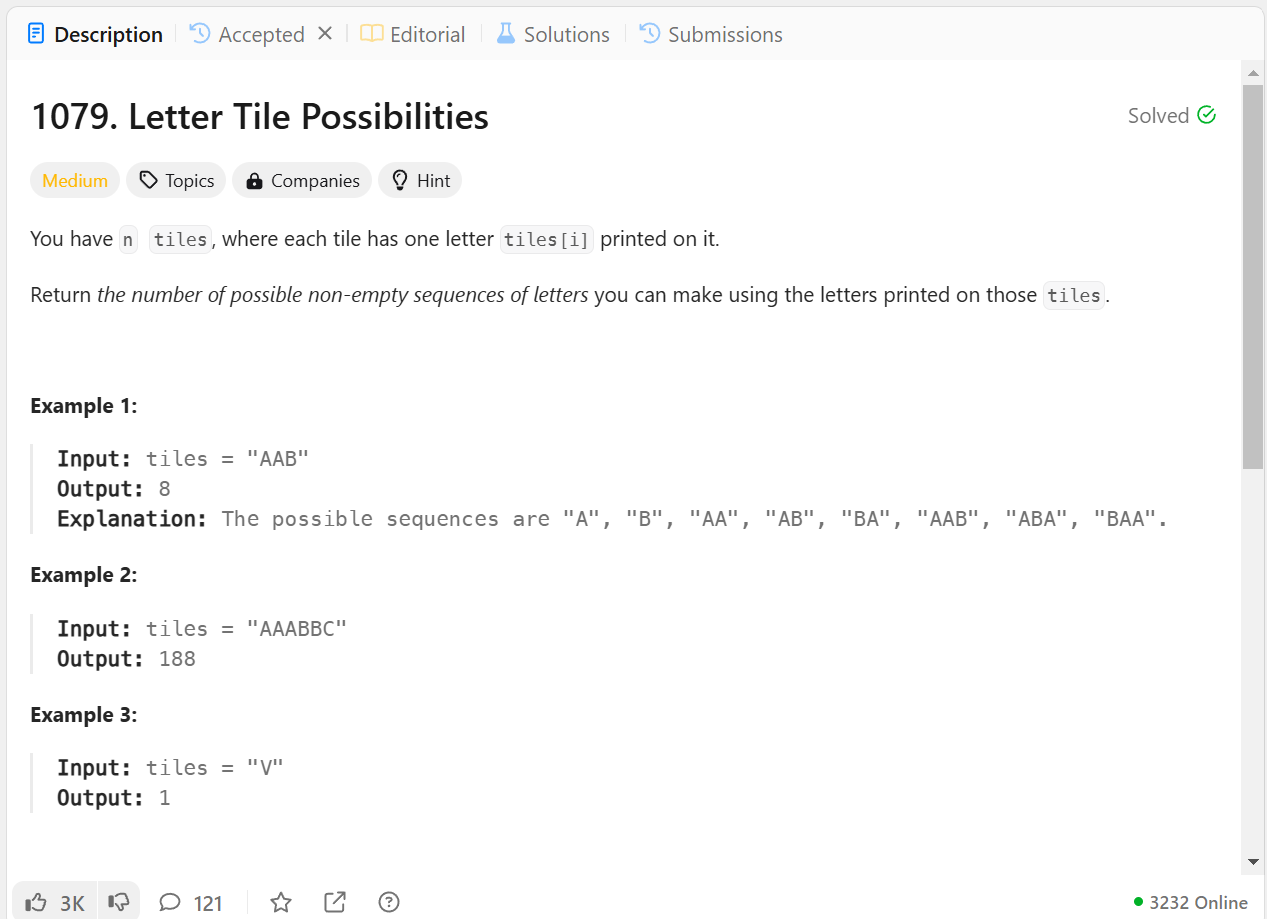 Description Accepted Editorial Solutions Submissions
1079. Letter Tile Possibilities
Solved
Medium Topics Companies Hint
You have n tiles, where each tile has one letter tiles[i] printed on it.
Return the number of possible non-empty sequences of letters you can make using the letters printed on those tiles.
Example 1:
Input: tiles = "AAB"
Output: 8
Explanation: The possible sequences are "A", "B", "AA", "AB", "BA", "AAB", "ABA", "BAA".
Example 2:
Input: tiles = "AAABBC"
Output: 188
Example 3:
Input: tiles = "V"
Output: 1
3K 121 3232 Online